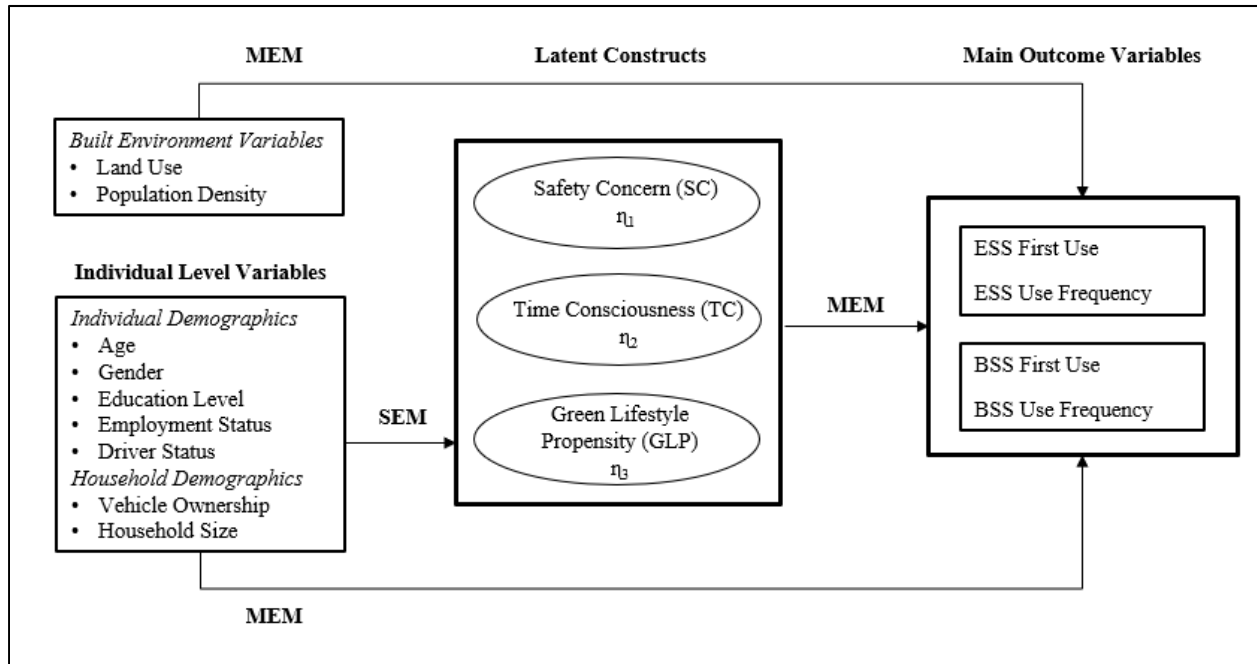 MEM
Latent Constructs
Main Outcome Variables
Built Environment Variables
• Land Use
• Population Density
Individual Level Variables
Individual Demographics
• Age
• Gender
• Education Level
• Employment Status
• Driver Status
Household Demographics
• Vehicle Ownership
• Household Size
SEM
Safety Concern (SC)
η1
Time Consciousness (TC)
η2
Green Lifestyle
Propensity (GLP)
η3
MEM
ESS First Use
ESS Use Frequency
BSS First Use
BSS Use Frequency
MEM